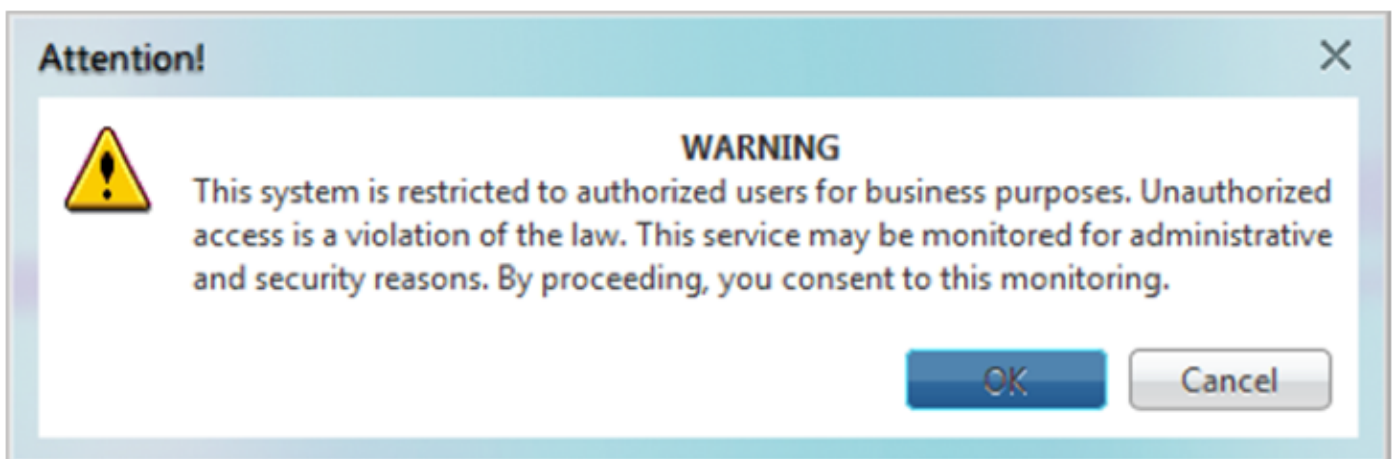 Attention!
WARNING
This system is restricted to authorized users for business purposes. Unauthorized
access is a violation of the law. This service may be monitored for administrative
and security reasons. By proceeding, you consent to this monitoring.
OK Cancel